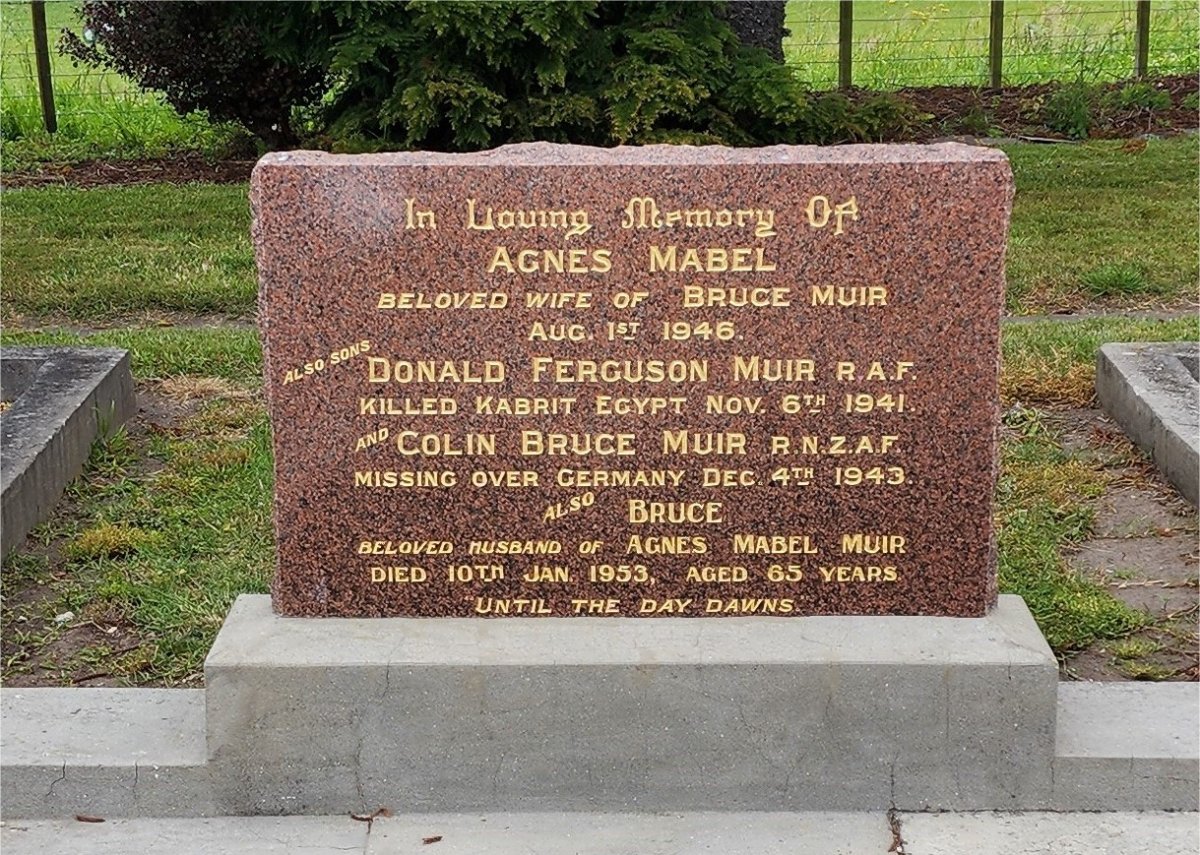 In Loving Memory Of
AGNES MABEL
BELOVED WIFE OF BRUCE MUIR
AUG. 1ST 1946.
ALSO SONS DONALD FERGUSON MUIR R.A.F.
KILLED KABRIT EGYPT NOV. 6TH 1941.
AND COLIN BRUCE MUIR R.N.Z.A.F.
MISSING OVER GERMANY DEC. 4TH 1943.
ALSO BRUCE
BELOVED HUSBAND OF AGNES MABEL MUIR
DIED 10TH JAN. 1953, AGED 65 YEARS.
"UNTIL THE DAY DAWNS."